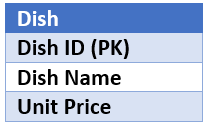 Dish
Dish ID (PK)
Dish Name
Unit Price